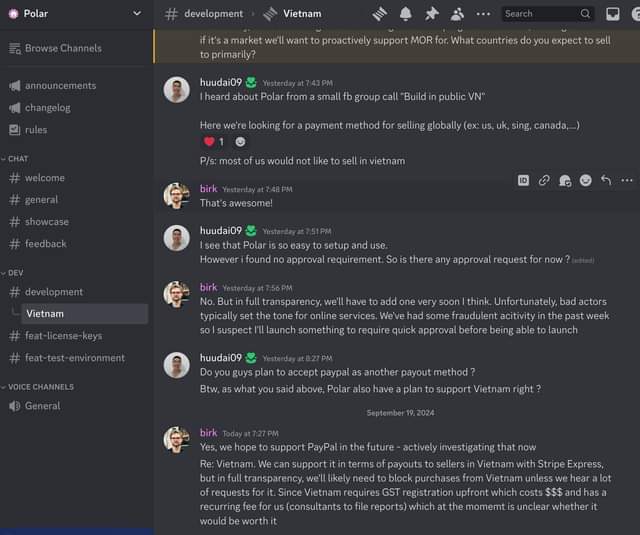 Polar
Browse Channels
announcements
changelog
rules
CHAT
# welcome
# general
# showcase
# feedback
DEV
# development
Vietnam
# feat-license-keys
# feat-test-environment
VOICE CHANNELS
General
# development
Vietnam
Search
if it's a market we'll want to proactively support MOR for. What countries do you expect to sell
to primarily?
huudai09 Yesterday at 7:43 PM
I heard about Polar from a small fb group call "Build in public VN"
Here we're looking for a payment method for selling globally (ex: us, uk, sing, canada,...)
1
P/s: most of us would not like to sell in vietnam
ID
birk Yesterday at 7:48 PM
That's awesome!
huudai09 Yesterday at 7:51 PM
I see that Polar is so easy to setup and use.
However i found no approval requirement. So is there any approval request for now ? (edited)
birk Yesterday at 7:56 PM
No. But in full transparency, we'll have to add one very soon I think. Unfortunately, bad actors
typically set the tone for online services. We've had some fraudulent acitivity in the past week
so I suspect I'll launch something to require quick approval before being able to launch
huudai09 Yesterday at 8:27 PM
Do you guys plan to accept paypal as another payout method ?
Btw, as what you said above, Polar also have a plan to support Vietnam right ?
September 19, 2024
birk Today at 7:27 PM
Yes, we hope to support PayPal in the future - actively investigating that now
Re: Vietnam. We can support it in terms of payouts to sellers in Vietnam with Stripe Express,
but in full transparency, we'll likely need to block purchases from Vietnam unless we hear a lot
of requests for it. Since Vietnam requires GST registration upfront which costs $$$ and has a
recurring fee for us (consultants to file reports) which at the momemt is unclear whether it
would be worth it